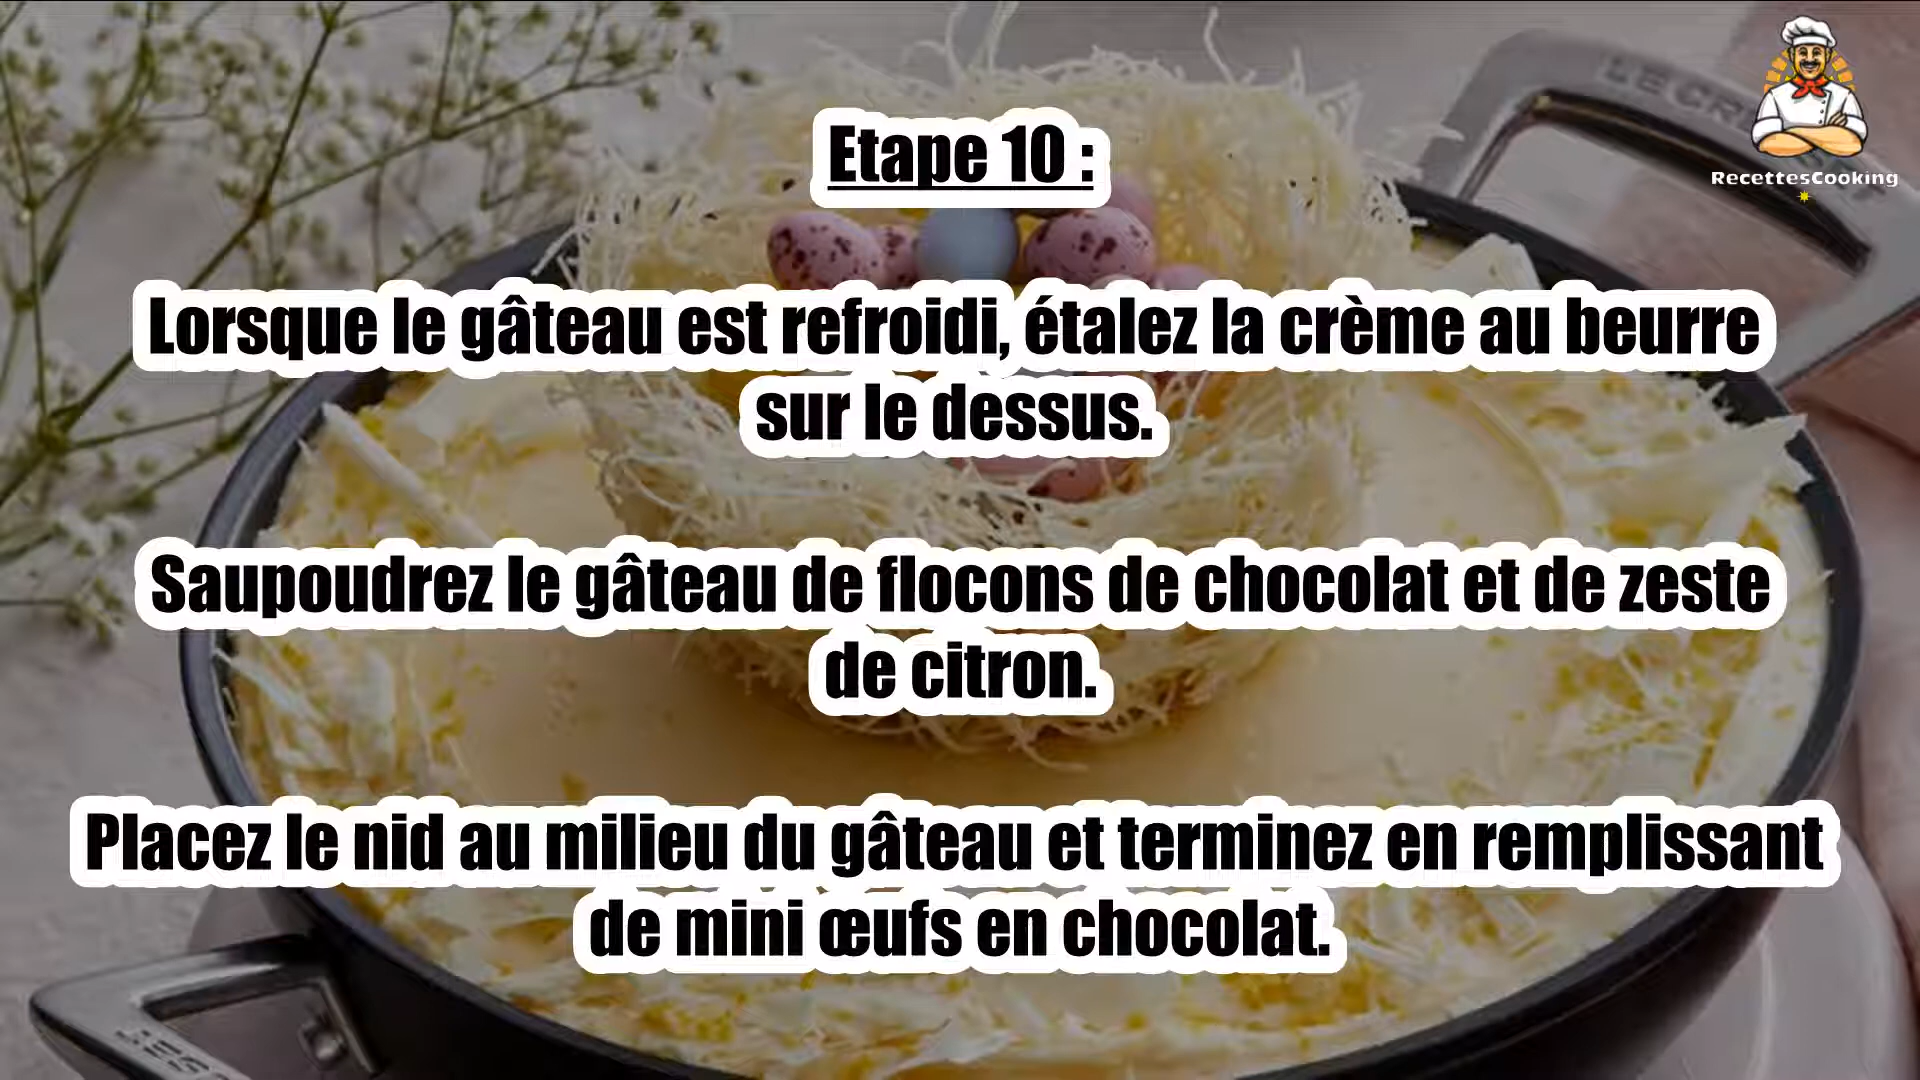 Etape 10 :
RecettesCooking
Lorsque le gâteau est refroidi, étalez la crème au beurre
sur le dessus.
Saupoudrez le gâteau de flocons de chocolat et de zeste
de citron.
Placez le nid au milieu du gâteau et terminez en remplissant
de mini œufs en chocolat.